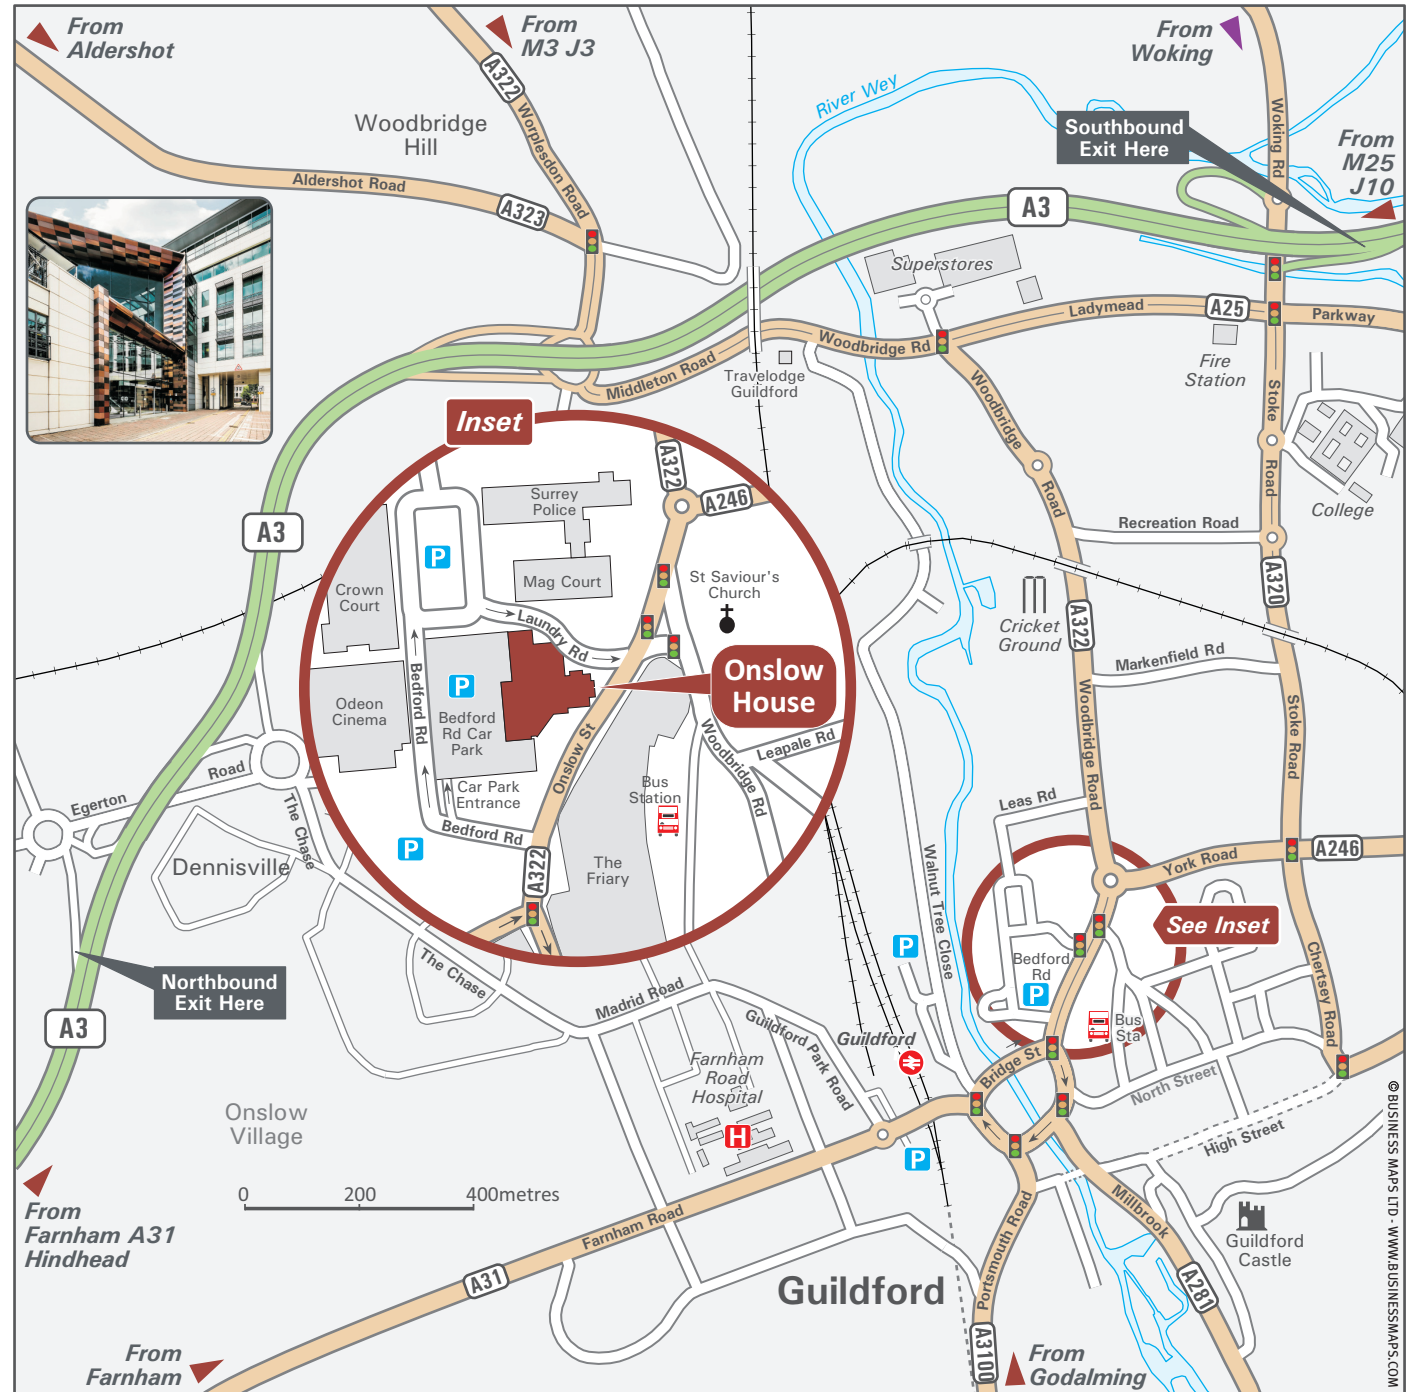 From
Aldershot
From
M3 J3
From
Woking
River Wey
A322
Worplesdon Road
Woodbridge
Hill
Southbound
Exit Here
Woking Rd
From
M25
J10
Aldershot Road
A323
A3
Superstores
Ladymead
A25
Parkway
Woodbridge Rd
Fire
Station
Middleton Road
Travelodge
Guildford
Woodbridge
Road
Stoke
Road
College
Inset
A322
A246
Surrey
Police
A3
P
Mag Court
St Saviour's
Church
Crown
Court
Laundry Rd
Recreation Road
A320
Cricket
Ground
A322
Markenfield Rd
Onslow
House
Bedford Rd
P
Odeon
Cinema
Bedford
Rd Car
Park
Onslow St
Woodbridge Rd
Leapale Rd
Woodbridge Road
Stoke Road
Car Park
Entrance
Bus
Station
Bedford Rd
P
A322
The
Friary
Egerton
Road
The Chase
Dennisville
Leas Rd
York Road
A246
Walnut Tree Close
See Inset
P
Bedford
Rd
P
Bus
Sta
Chertsey Road
The Chase
Northbound
Exit Here
A3
Madrid Road
Guildford Park Road
Guildford
Farnham
Road
Hospital
H
Bridge St
North Street
High Street
Onslow
Village
P
0
200
400metres
From
Farnham A31
Hindhead
Farnham Road
A31
Millbrook
Portsmouth Road
Guildford
Castle
Guildford
A281
A3100
From
Farnham
From
Godalming
© BUSINESS MAPS LTD - WWW.BUSINESSMAPS.COM